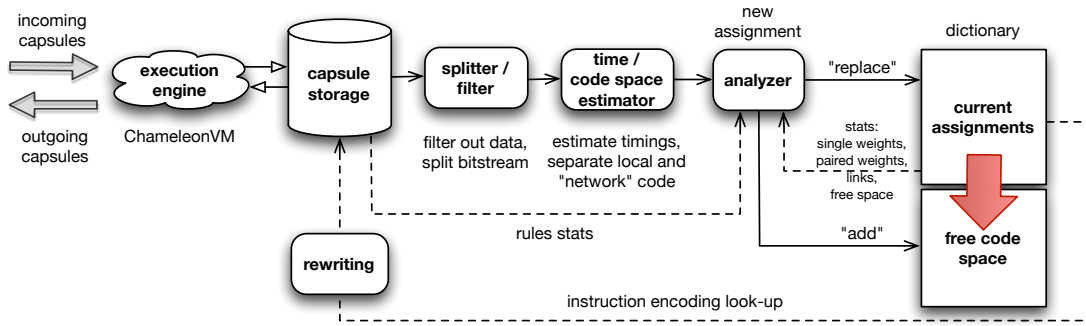 incoming
capsules
outgoing
capsules
execution
engine
ChameleonVM
capsule
storage
splitter /
filter
filter out data,
split bitstream
time /
code space
estimator
estimate timings,
separate local and
"network" code
new
assignment
analyzer
"replace"
dictionary
current
assignments
stats:
single weights,
paired weights,
links,
free space
rules stats
"add"
free code
space
rewriting
instruction encoding look-up